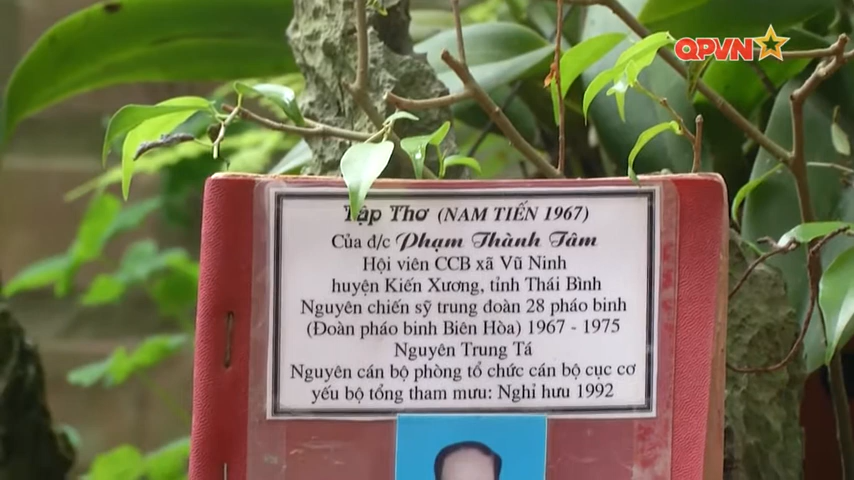 QPVN
Tập Thơ (NAM TIẾN 1967)
Của đ/c Phạm Thành Tâm
Hội viên CCB xã Vũ Ninh
huyện Kiến Xương, tỉnh Thái Bình
Nguyên chiến sỹ trung đoàn 28 pháo binh
(Đoàn pháo binh Biên Hòa) 1967 - 1975
Nguyên Trung Tá
Nguyên cán bộ phòng tổ chức cán bộ cục cơ
yếu bộ tổng tham mưu: Nghỉ hưu 1992